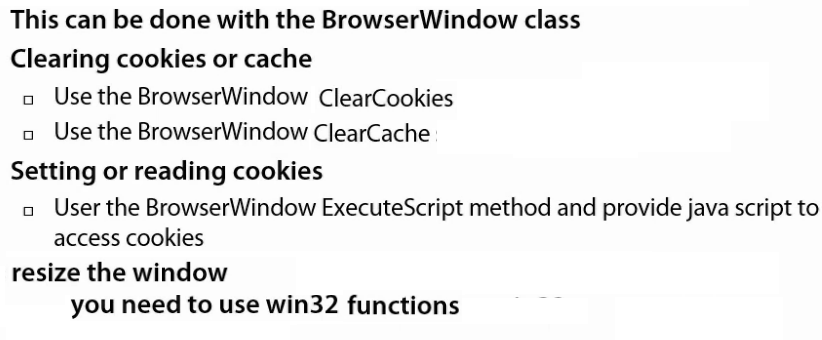 This can be done with the BrowserWindow class
Clearing cookies or cache
Use the BrowserWindow ClearCookies
Use the BrowserWindow ClearCache
Setting or reading cookies
User the BrowserWindow ExecuteScript method and provide java script to
access cookies
resize the window
you need to use win32 functions